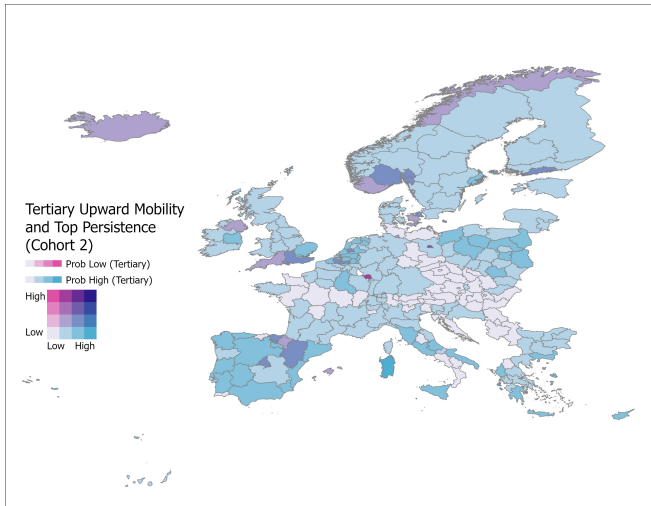 Tertiary Upward Mobility
and Top Persistence
(Cohort 2)
Prob Low (Tertiary)
Prob High (Tertiary)
High
Low
Low High